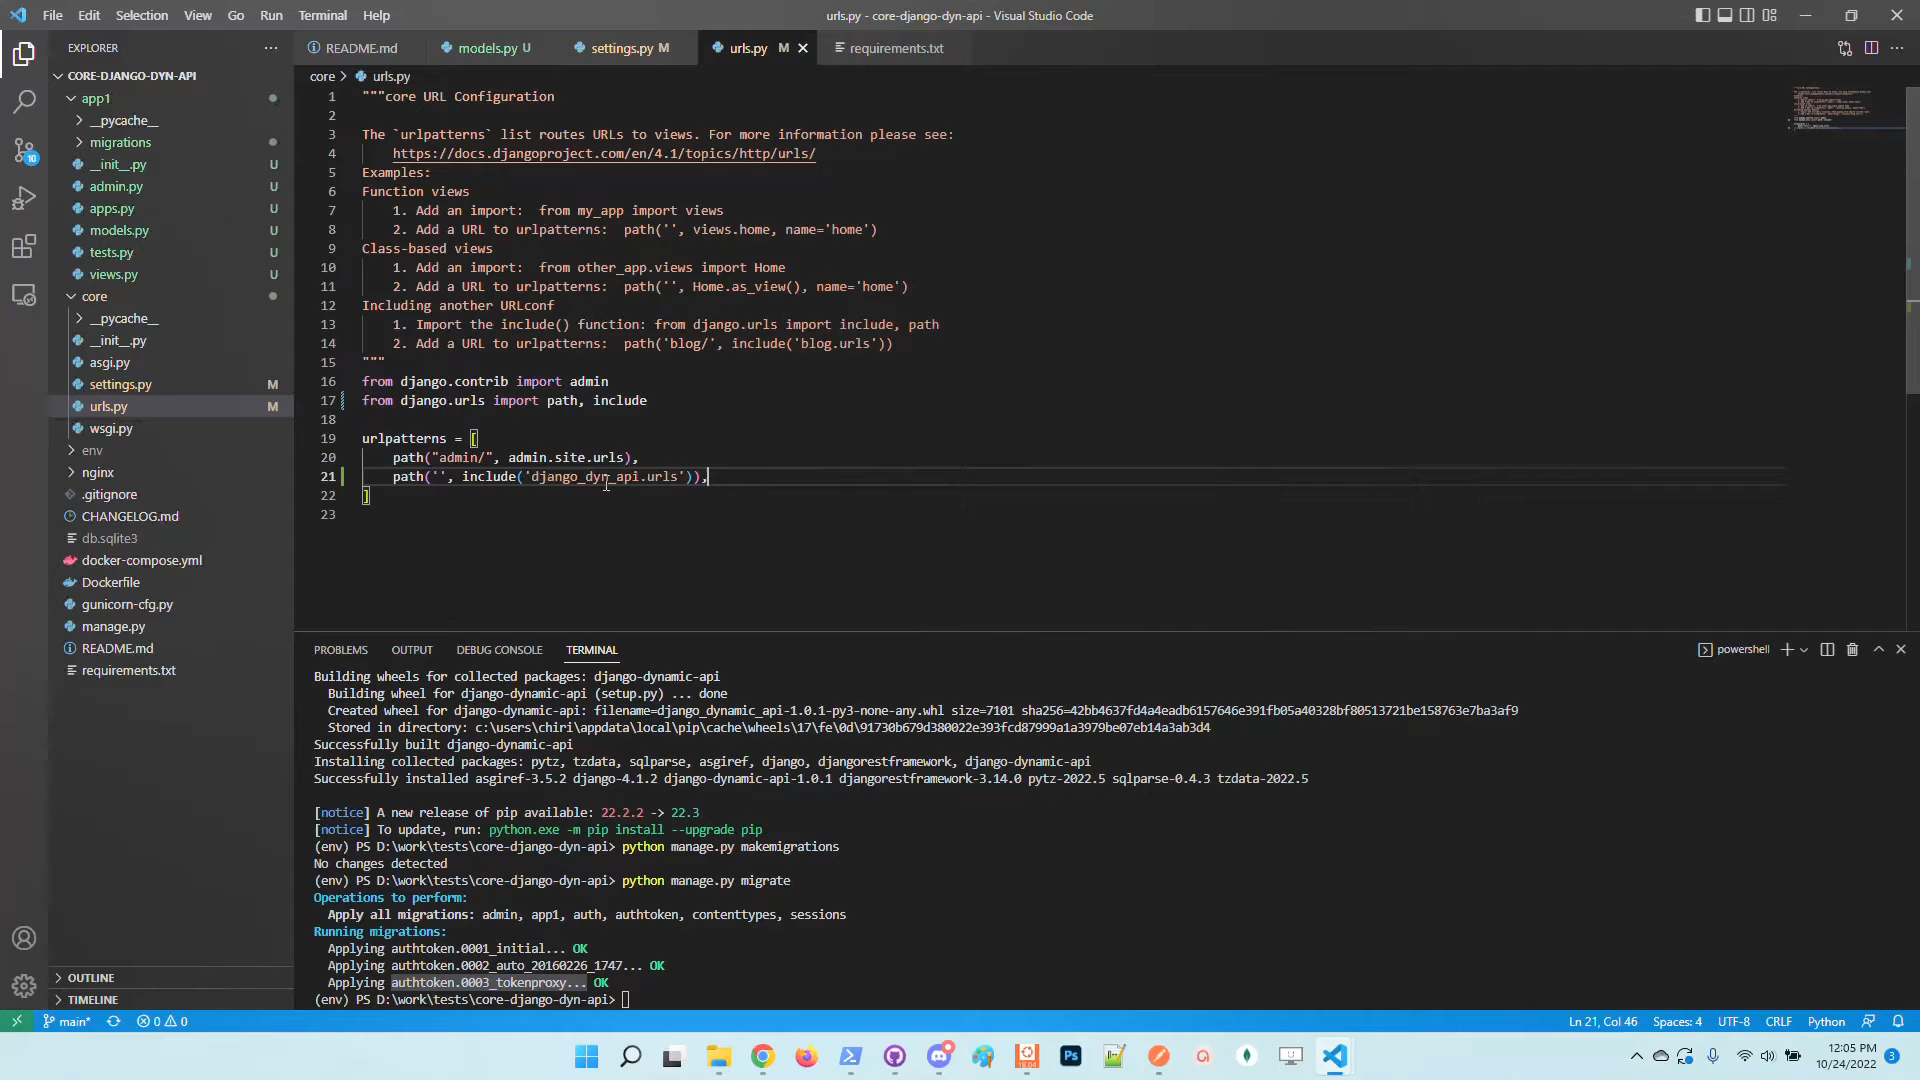 File Edit Selection View Go Run Terminal Help
urls.py - core-django-dyn-api - Visual Studio Code
EXPLORER
CORE-DJANGO-DYN-API
app1
__pycache__
migrations
__init__.py U
admin.py U
apps.py U
models.py U
tests.py U
views.py U
core
__pycache__
__init__.py
asgi.py
settings.py M
urls.py M
wsgi.py
env
nginx
.gitignore
CHANGELOG.md
db.sqlite3
docker-compose.yml
Dockerfile
gunicorn-cfg.py
manage.py
README.md
requirements.txt
OUTLINE
TIMELINE
10
README.md
models.py U
settings.py M
urls.py M
requirements.txt
core > urls.py
1 """core URL Configuration
2
3 The `urlpatterns` list routes URLs to views. For more information please see:
4 https://docs.djangoproject.com/en/4.1/topics/http/urls/
5 Examples:
6 Function views
7 1. Add an import:  from my_app import views
8 2. Add a URL to urlpatterns:  path('', views.home, name='home')
9 Class-based views
10 1. Add an import:  from other_app.views import Home
11 2. Add a URL to urlpatterns:  path('', Home.as_view(), name='home')
12 Including another URLconf
13 1. Import the include() function: from django.urls import include, path
14 2. Add a URL to urlpatterns:  path('blog/', include('blog.urls'))
15 """
16 from django.contrib import admin
17 from django.urls import path, include
18
19 urlpatterns = [
20 path("admin/", admin.site.urls),
21 path('', include('django_dyn_api.urls')),
22 ]
23
PROBLEMS OUTPUT DEBUG CONSOLE TERMINAL
powershell
Building wheels for collected packages: django-dynamic-api
Building wheel for django-dynamic-api (setup.py) ... done
Created wheel for django-dynamic-api: filename=django_dynamic_api-1.0.1-py3-none-any.whl size=7101 sha256=42bb4637fd4a4eadb6157646e391fb05a40328bf80513721be158763e7ba3af9
Stored in directory: c:\users\chiri\appdata\local\pip\cache\wheels\17\fe\0d\91730b679d380022e393fcd87999a1a3979be07eb14a3ab3d4
Successfully built django-dynamic-api
Installing collected packages: pytz, tzdata, sqlparse, asgiref, django, djangorestframework, django-dynamic-api
Successfully installed asgiref-3.5.2 django-4.1.2 django-dynamic-api-1.0.1 djangorestframework-3.14.0 pytz-2022.5 sqlparse-0.4.3 tzdata-2022.5
[notice] A new release of pip available: 22.2.2 -> 22.3
[notice] To update, run: python.exe -m pip install --upgrade pip
(env) PS D:\work\tests\core-django-dyn-api> python manage.py makemigrations
No changes detected
(env) PS D:\work\tests\core-django-dyn-api> python manage.py migrate
Operations to perform:
Apply all migrations: admin, app1, auth, authtoken, contenttypes, sessions
Running migrations:
Applying authtoken.0001_initial... OK
Applying authtoken.0002_auto_20160226_1747... OK
Applying authtoken.0003_tokenproxy... OK
(env) PS D:\work\tests\core-django-dyn-api>
main* 0 0
Ln 21, Col 46 Spaces: 4 UTF-8 CRLF Python
Ps
12:05 PM
10/24/2022
3